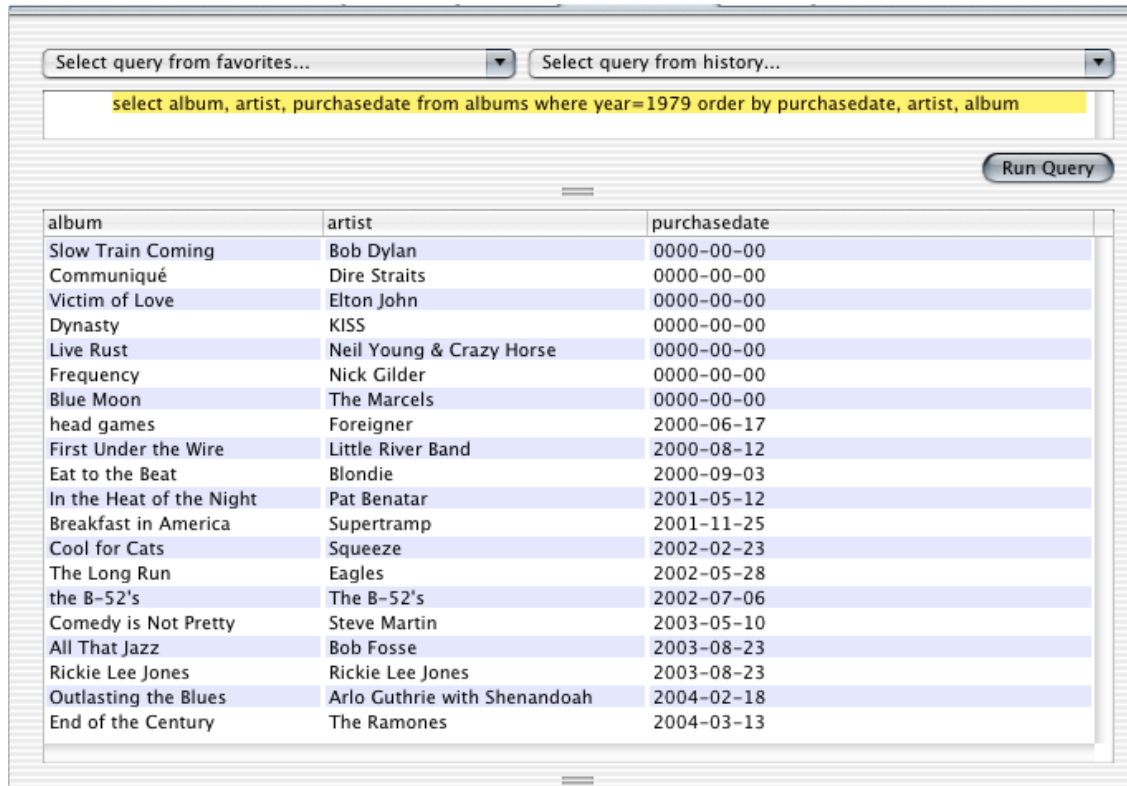 Select query from favorites... Select query from history...
select album, artist, purchasedate from albums where year=1979 order by purchasedate, artist, album
Run Query
album artist purchasedate
Slow Train Coming Bob Dylan 0000-00-00
Communiqué Dire Straits 0000-00-00
Victim of Love Elton John 0000-00-00
Dynasty KISS 0000-00-00
Live Rust Neil Young & Crazy Horse 0000-00-00
Frequency Nick Gilder 0000-00-00
Blue Moon The Marcels 0000-00-00
head games Foreigner 2000-06-17
First Under the Wire Little River Band 2000-08-12
Eat to the Beat Blondie 2000-09-03
In the Heat of the Night Pat Benatar 2001-05-12
Breakfast in America Supertramp 2001-11-25
Cool for Cats Squeeze 2002-02-23
The Long Run Eagles 2002-05-28
the B-52's The B-52's 2002-07-06
Comedy is Not Pretty Steve Martin 2003-05-10
All That Jazz Bob Fosse 2003-08-23
Rickie Lee Jones Rickie Lee Jones 2003-08-23
Outlasting the Blues Arlo Guthrie with Shenandoah 2004-02-18
End of the Century The Ramones 2004-03-13